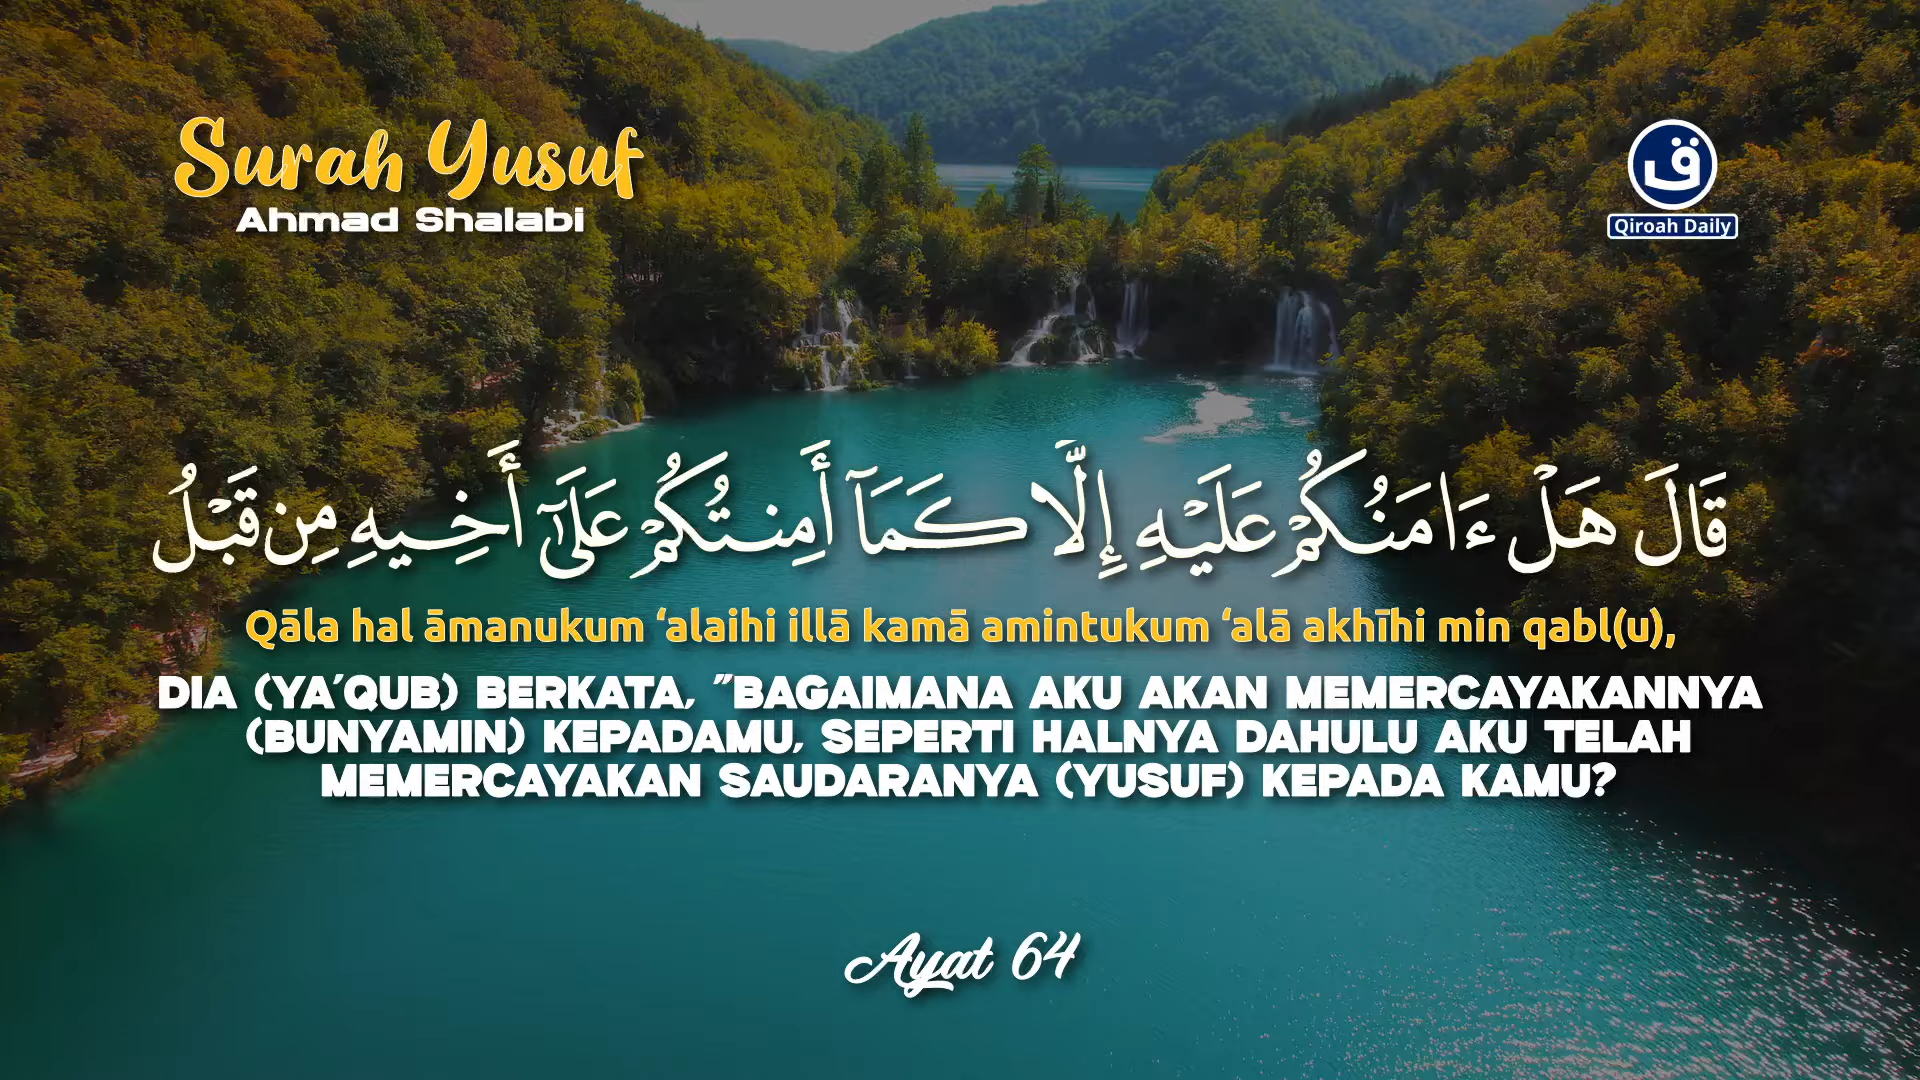 Surah Yusuf
Ahmad Shalabi
ق
Qiroah Daily
قَالَ هَلْ ءَامَنُكُمْ عَلَيْهِ إِلَّا كَمَآ أَمِنتُكُمْ عَلَىٰٓ أَخِيهِ مِن قَبْلُ
Qāla hal āmanukum ‘alaihi illā kamā amintukum ‘alā akhīhi min qabl(u),
DIA (YA'QUB) BERKATA, "BAGAIMANA AKU AKAN MEMERCAYAKANNYA
(BUNYAMIN) KEPADAMU, SEPERTI HALNYA DAHULU AKU TELAH
MEMERCAYAKAN SAUDARANYA (YUSUF) KEPADA KAMU?
Ayat 64